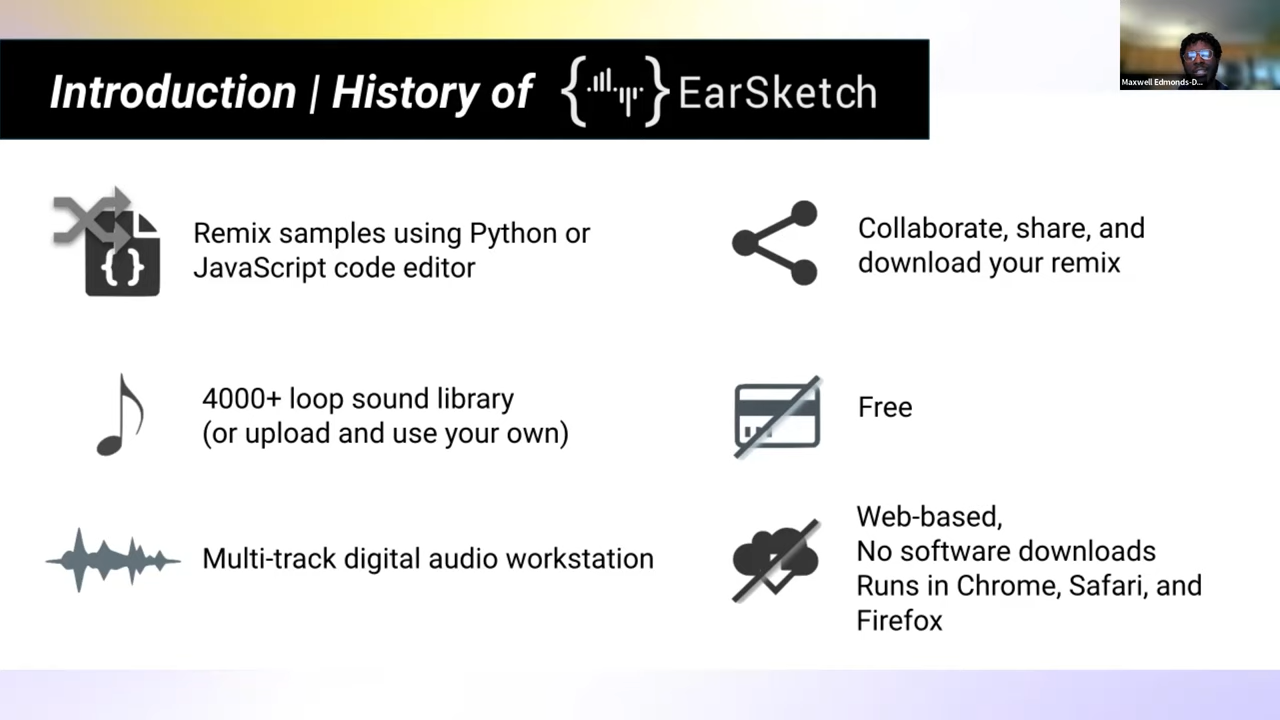 Introduction | History of {} EarSketch
Maxwell Edmonds-D...
Remix samples using Python or
JavaScript code editor
{}
4000+ loop sound library
(or upload and use your own)
Multi-track digital audio workstation
Collaborate, share, and
download your remix
Free
Web-based,
No software downloads
Runs in Chrome, Safari, and
Firefox